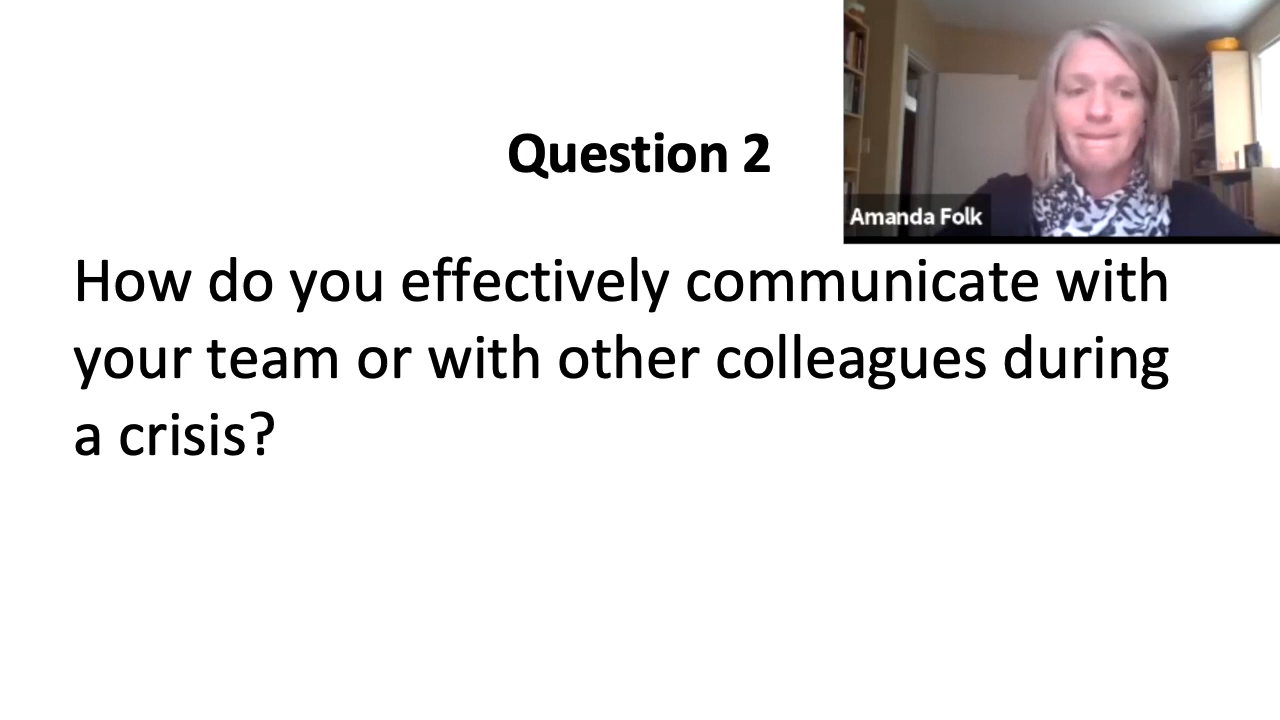 Question 2
Amanda Folk
How do you effectively communicate with
your team or with other colleagues during
a crisis?